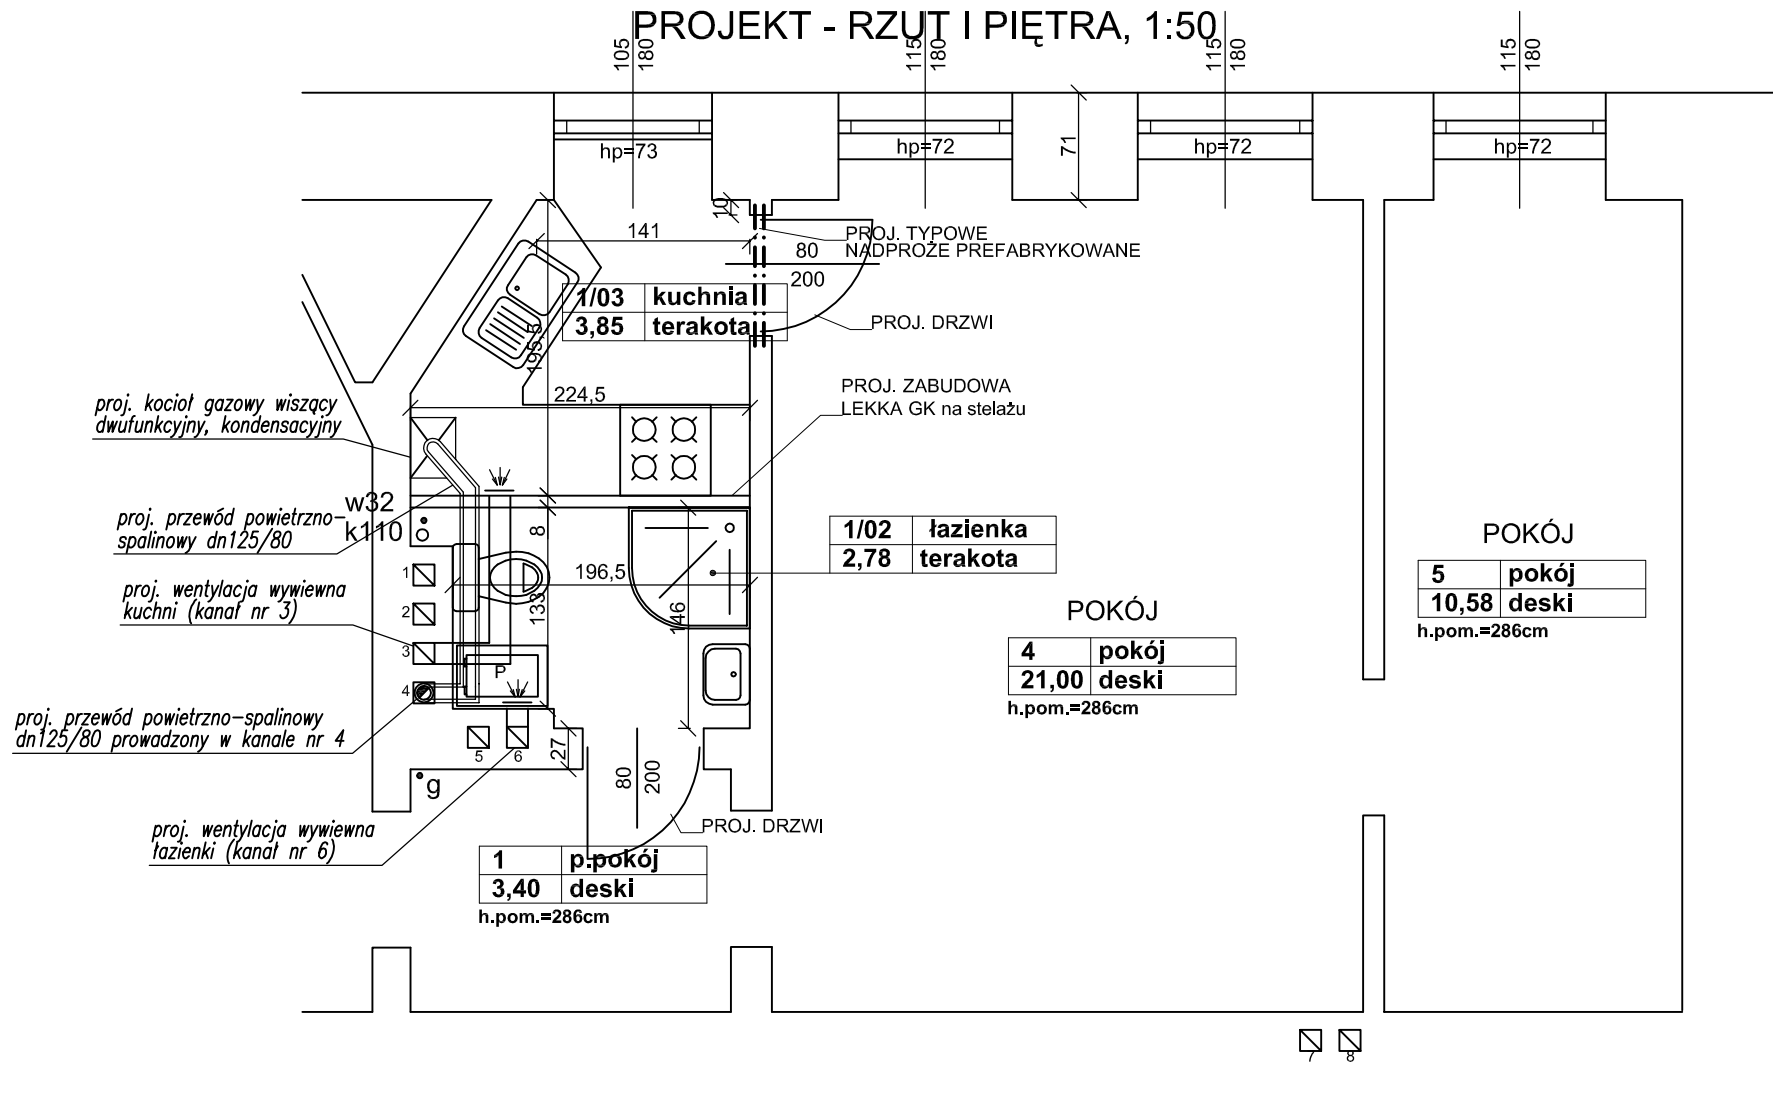 PROJEKT - RZUT I PIĘTRA, 1:50
105
180
115
180
115
180
115
180
hp=73
hp=72
hp=72
hp=72
71
10
141
PROJ. TYPOWE
NADPROŻE PREFABRYKOWANE
80
200
1/03 kuchnia
3,85 terakota
PROJ. DRZWI
195,5
224,5
PROJ. ZABUDOWA
LEKKA GK na stelażu
proj. kocioł gazowy wiszący
dwufunkcyjny, kondensacyjny
w32
k110
proj. przewód powietrzno-
spalinowy dn125/80
8
1/02 łazienka
2,78 terakota
POKÓJ
5 pokój
10,58 deski
h.pom.=286cm
1
196,5
proj. wentylacja wywiewna
kuchni (kanał nr 3)
2
133
146
POKÓJ
4 pokój
21,00 deski
h.pom.=286cm
3
P
4
proj. przewód powietrzno-spalinowy
dn125/80 prowadzony w kanale nr 4
5
6
27
80
200
g
proj. wentylacja wywiewna
łazienki (kanał nr 6)
PROJ. DRZWI
1 p.pokój
3,40 deski
h.pom.=286cm
7
8